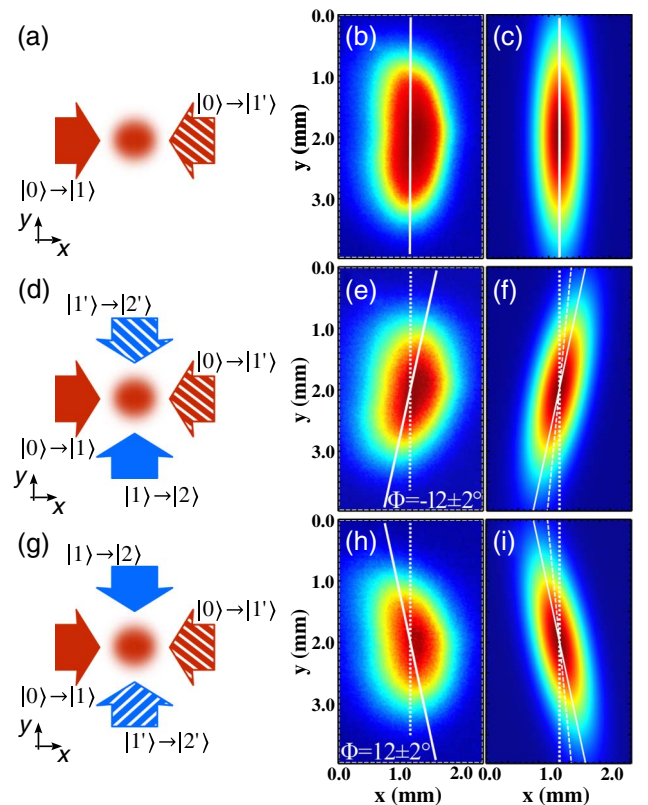 (a)
|0⟩→|1'⟩
|0⟩→|1⟩
y
x
(b)
(c)
0.0
1.0
2.0
3.0
y (mm)
(d)
|1'⟩→|2'⟩
|0⟩→|1'⟩
|0⟩→|1⟩
|1⟩→|2⟩
y
x
(e)
(f)
0.0
1.0
2.0
3.0
y (mm)
Φ=-12±2°
(g)
|1⟩→|2⟩
|0⟩→|1'⟩
|0⟩→|1⟩
|1'⟩→|2'⟩
y
x
(h)
(i)
0.0
1.0
2.0
3.0
y (mm)
Φ=12±2°
0.0 1.0 2.0 0.0 1.0 2.0
x (mm) x (mm)